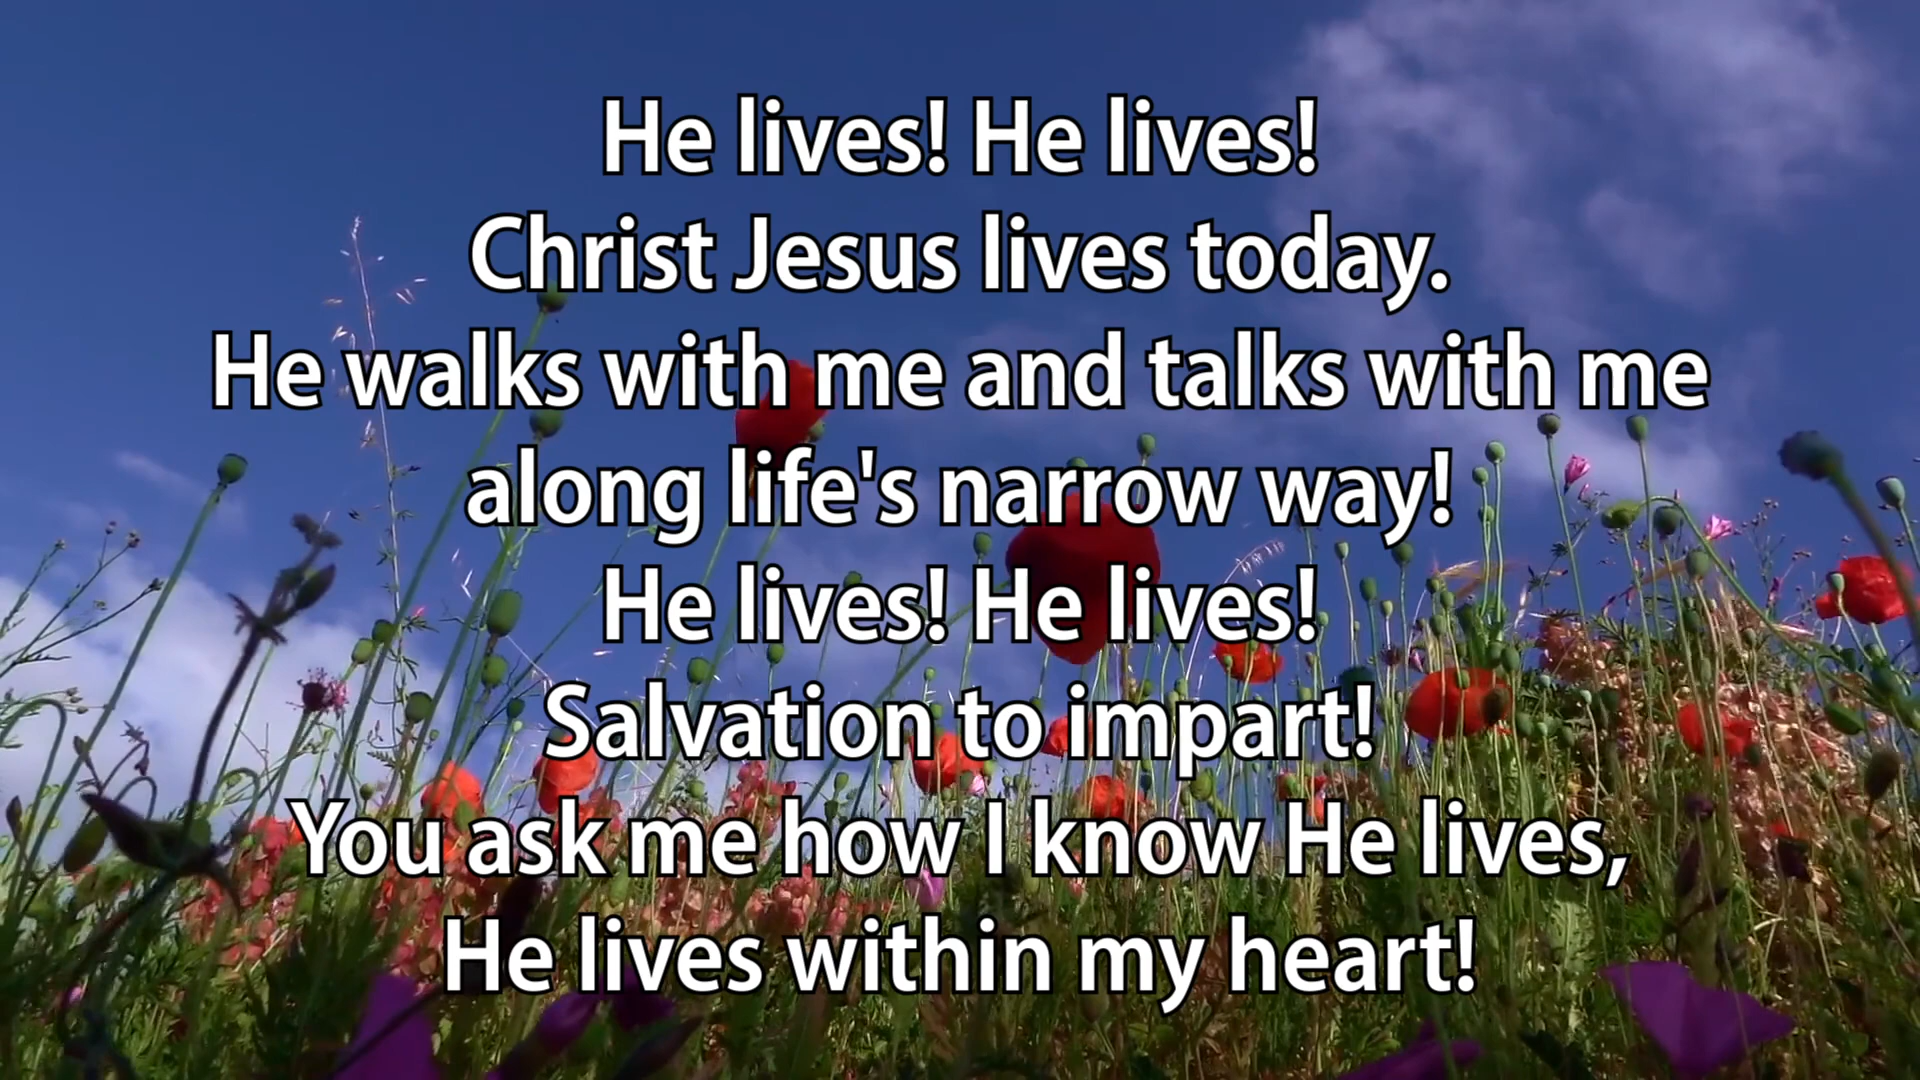 He lives! He lives!
Christ Jesus lives today.
He walks with me and talks with me
along life's narrow way!
He lives! He lives!
Salvation to impart!
You ask me how I know He lives,
He lives within my heart!